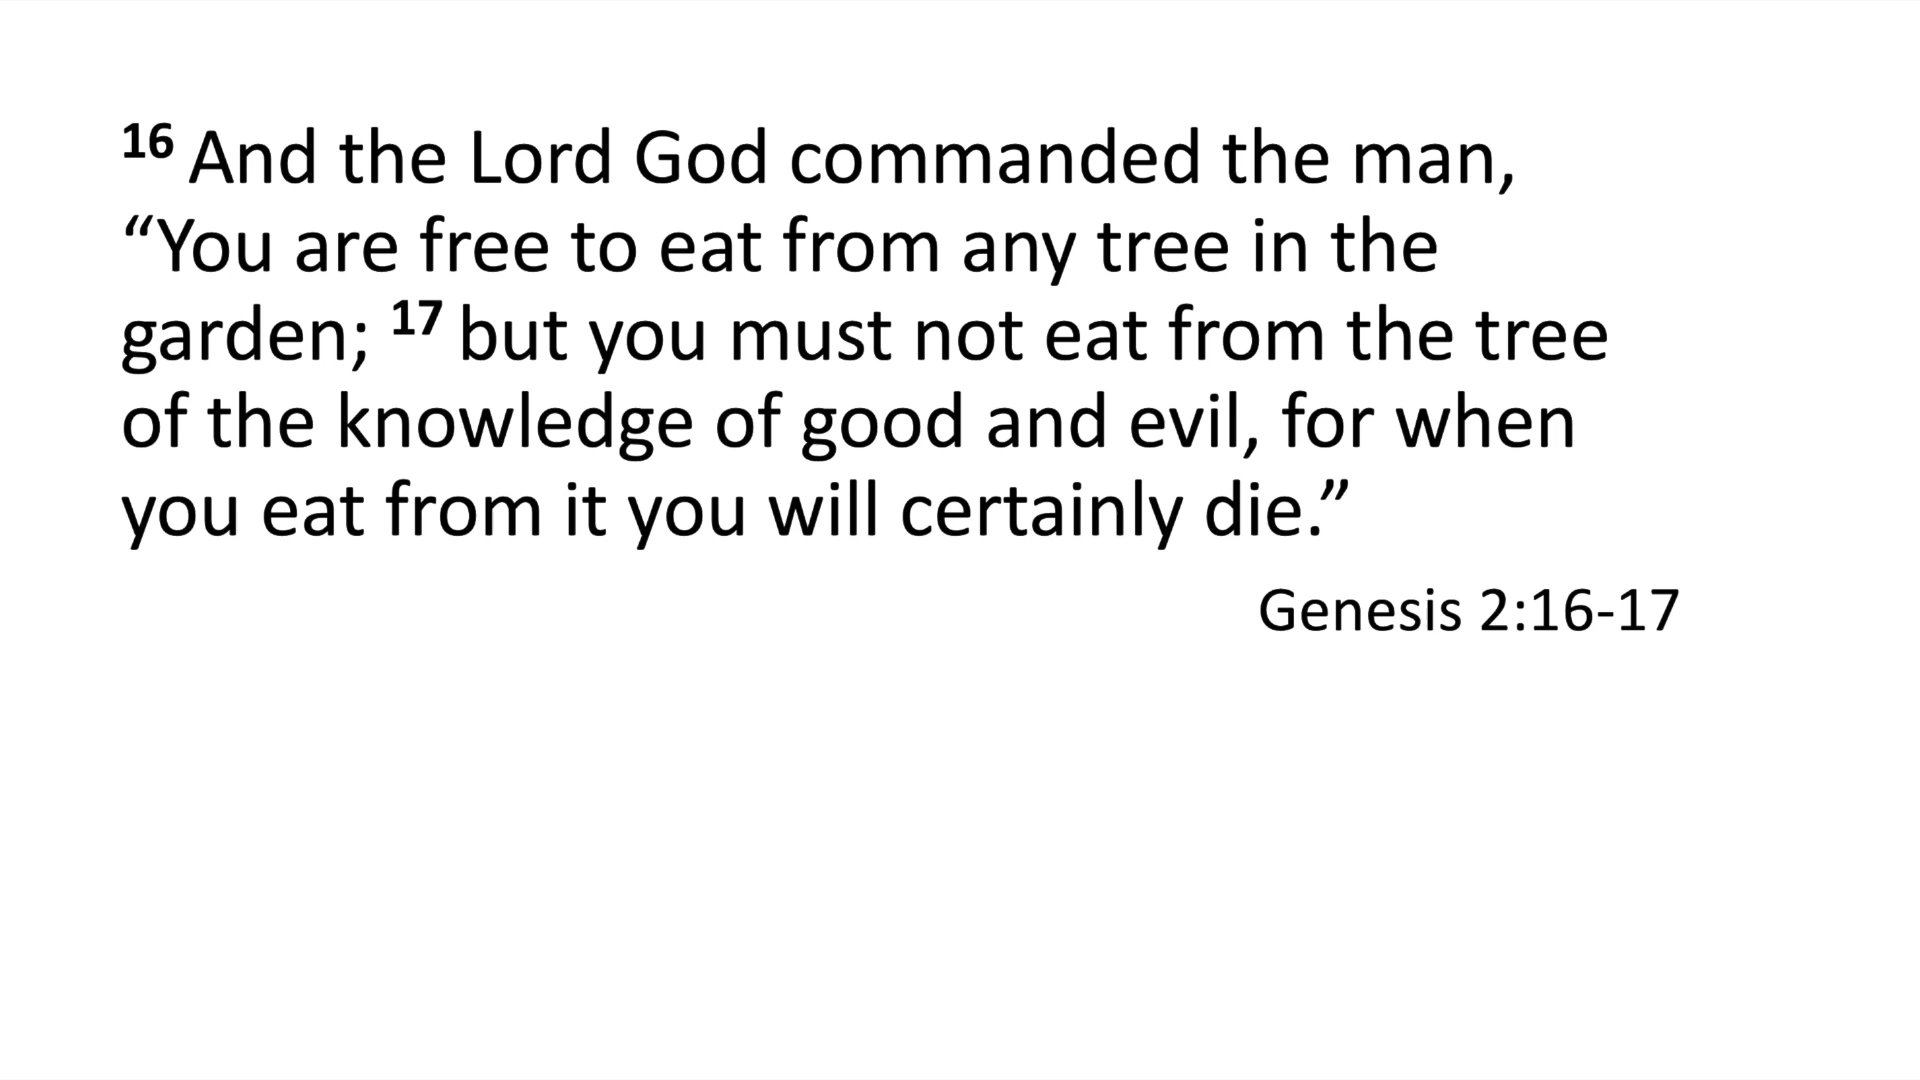 16 And the Lord God commanded the man,
“You are free to eat from any tree in the
garden; 17 but you must not eat from the tree
of the knowledge of good and evil, for when
you eat from it you will certainly die.”
Genesis 2:16-17